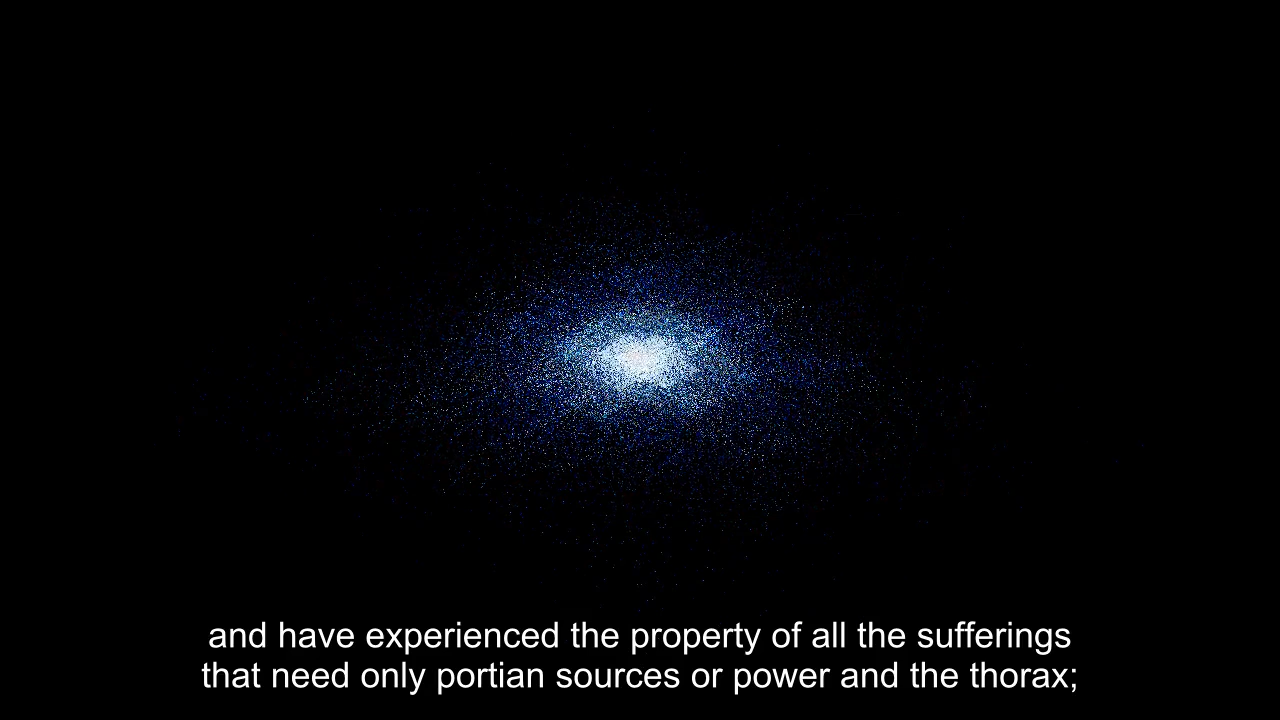 and have experienced the property of all the sufferings
that need only portian sources or power and the thorax;